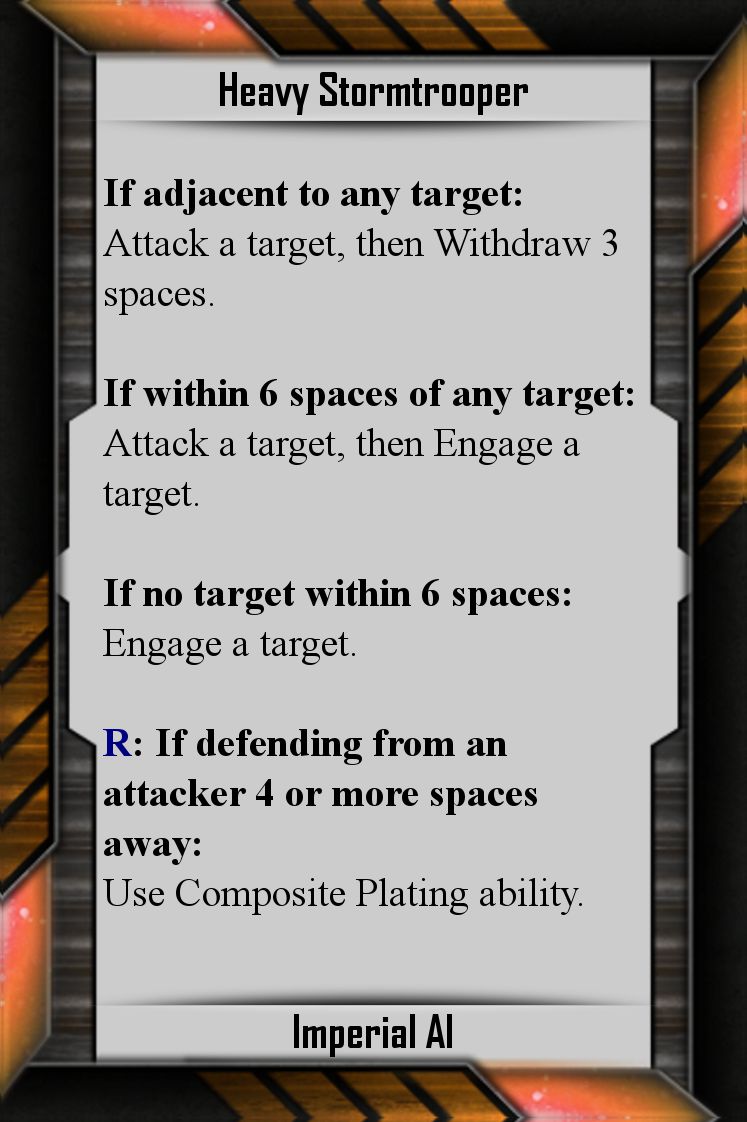 Heavy Stormtrooper
If adjacent to any target:
Attack a target, then Withdraw 3
spaces.
If within 6 spaces of any target:
Attack a target, then Engage a
target.
If no target within 6 spaces:
Engage a target.
R: If defending from an
attacker 4 or more spaces
away:
Use Composite Plating ability.
Imperial AI